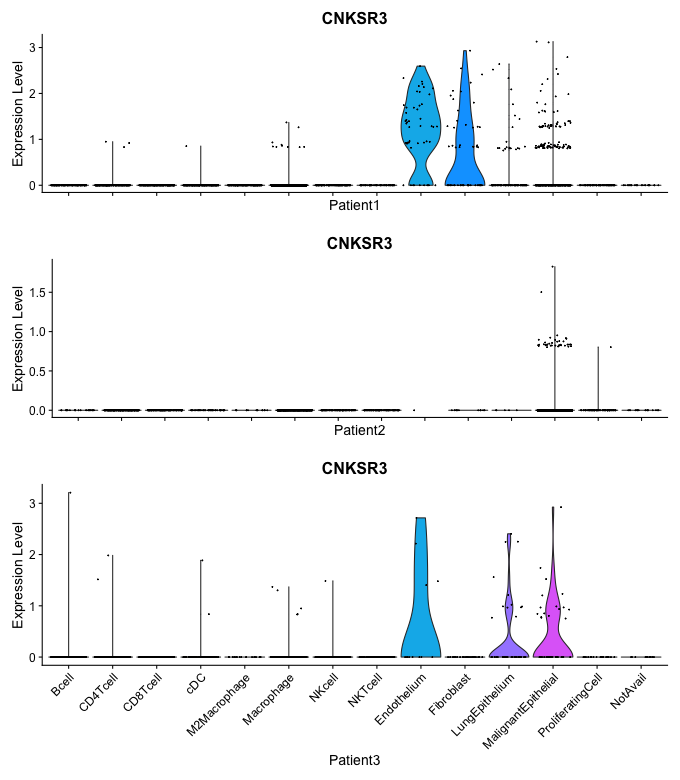 CNKSR3
Expression Level
3
2
1
0
Patient1
CNKSR3
Expression Level
1.5
1.0
0.5
0.0
Patient2
CNKSR3
Expression Level
3
2
1
0
Bcell
CD4Tcell
CD8Tcell
cDC
M2Macrophage
Macrophage
NKcell
NKTcell
Endothelium
Fibroblast
LungEpithelium
MalignantEpithelial
ProliferatingCell
NotAvail
Patient3